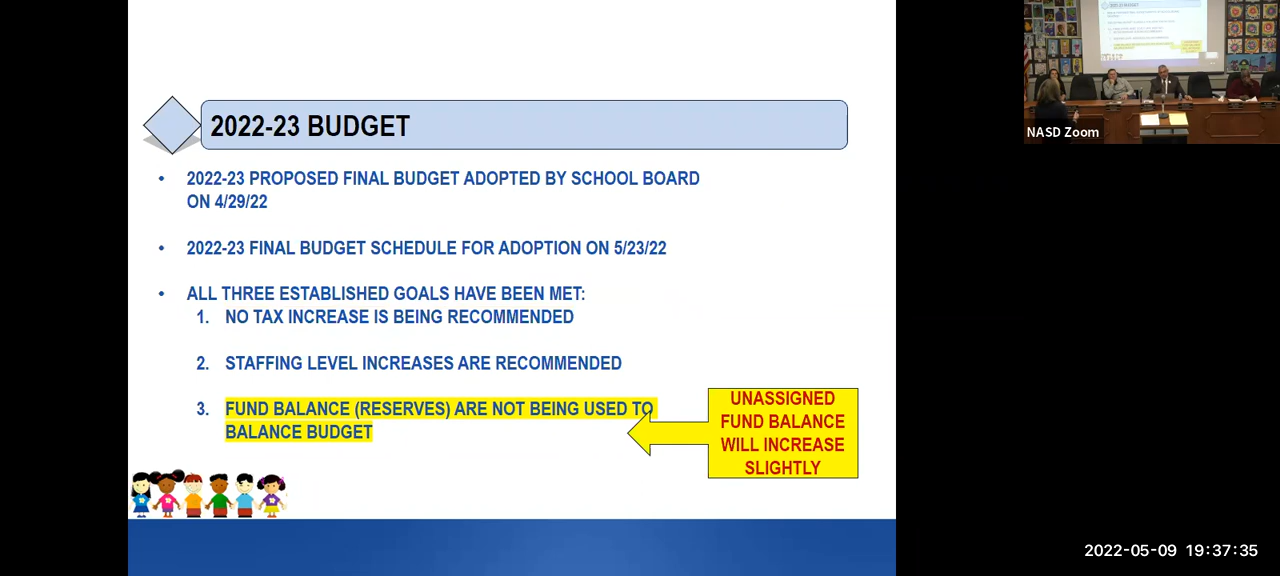 2022-23 BUDGET
• 2022-23 PROPOSED FINAL BUDGET ADOPTED BY SCHOOL BOARD
ON 4/29/22
• 2022-23 FINAL BUDGET SCHEDULE FOR ADOPTION ON 5/23/22
• ALL THREE ESTABLISHED GOALS HAVE BEEN MET:
1. NO TAX INCREASE IS BEING RECOMMENDED
2. STAFFING LEVEL INCREASES ARE RECOMMENDED
3. FUND BALANCE (RESERVES) ARE NOT BEING USED TO
BALANCE BUDGET
UNASSIGNED
FUND BALANCE
WILL INCREASE
SLIGHTLY
NASD Zoom
2022-05-09 19:37:35